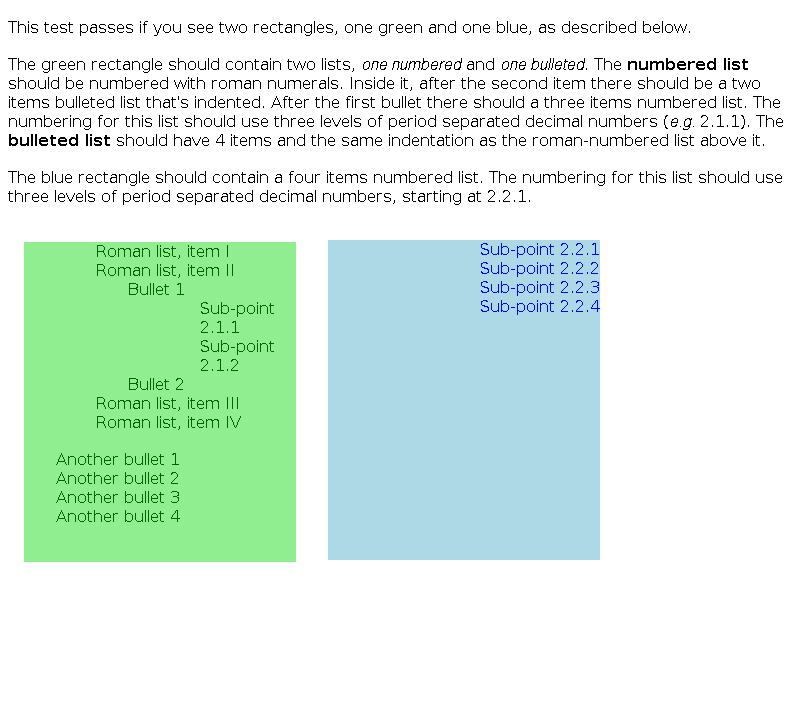 This test passes if you see two rectangles, one green and one blue, as described below.
The green rectangle should contain two lists, one numbered and one bulleted. The numbered list
should be numbered with roman numerals. Inside it, after the second item there should be a two
items bulleted list that's indented. After the first bullet there should a three items numbered list. The
numbering for this list should use three levels of period separated decimal numbers (e.g. 2.1.1). The
bulleted list should have 4 items and the same indentation as the roman-numbered list above it.
The blue rectangle should contain a four items numbered list. The numbering for this list should use
three levels of period separated decimal numbers, starting at 2.2.1.
Roman list, item I
Roman list, item II
Bullet 1
Sub-point
2.1.1
Sub-point
2.1.2
Bullet 2
Roman list, item III
Roman list, item IV
Another bullet 1
Another bullet 2
Another bullet 3
Another bullet 4
Sub-point 2.2.1
Sub-point 2.2.2
Sub-point 2.2.3
Sub-point 2.2.4